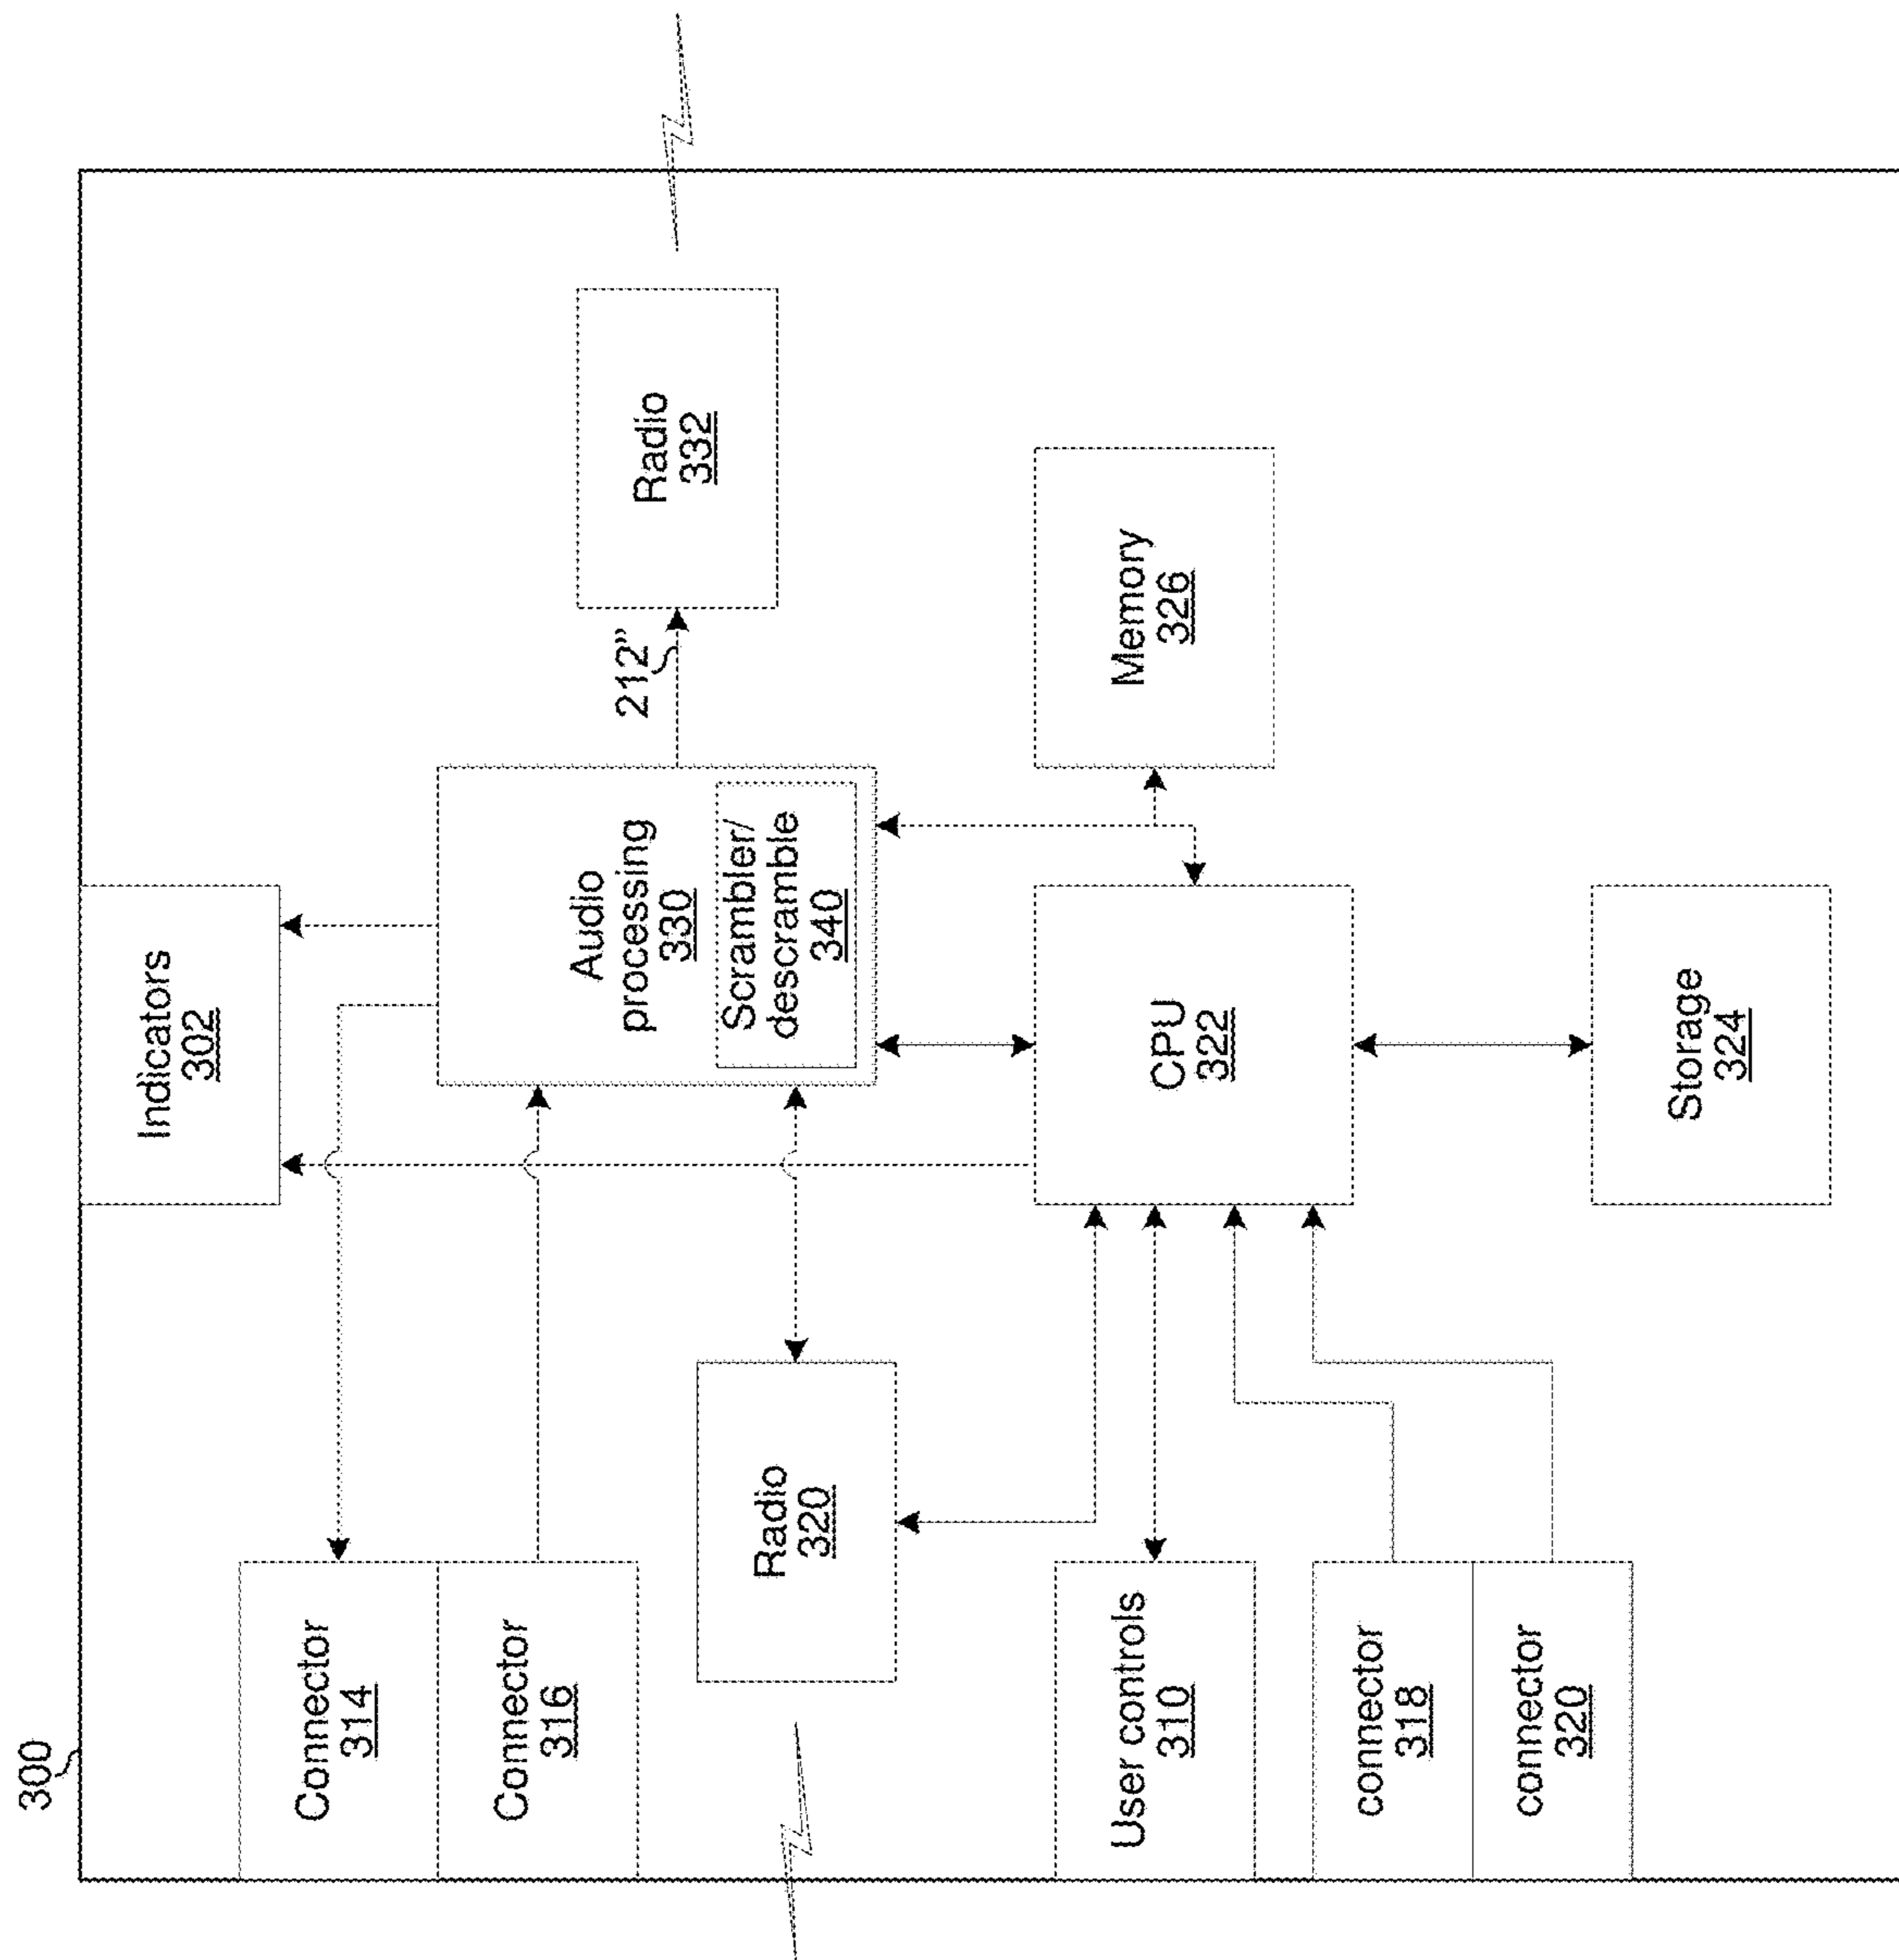 300
Indicators
302
Connector
314
Connector
316
Audio
processing
330
Scrambler/
descramble
340
212”
Radio
332
Radio
320
User controls
310
CPU
322
Memory
326
connector
318
connector
320
Storage
324